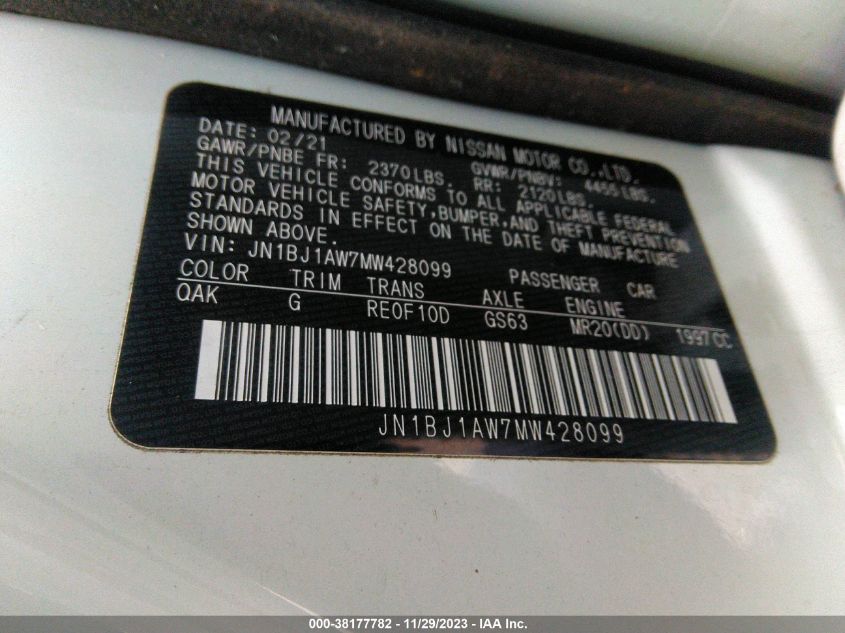 MANUFACTURED BY NISSAN MOTOR CO.,LTD.
DATE: 02/21 GVWR/PNBV: 4455 LBS.
GAWR/PNBE FR: 2370LBS. RR: 2120LBS.
THIS VEHICLE CONFORMS TO ALL APPLICABLE FEDERAL
MOTOR VEHICLE SAFETY,BUMPER,AND THEFT PREVENTION
STANDARDS IN EFFECT ON THE DATE OF MANUFACTURE
SHOWN ABOVE.
VIN: JN1BJ1AW7MW428099 PASSENGER CAR
COLOR TRIM TRANS AXLE ENGINE
QAK G RE0F10D GS63 MR20(DD) 1997CC
JN1BJ1AW7MW428099
000-38177782 - 11/29/2023 - IAA Inc.